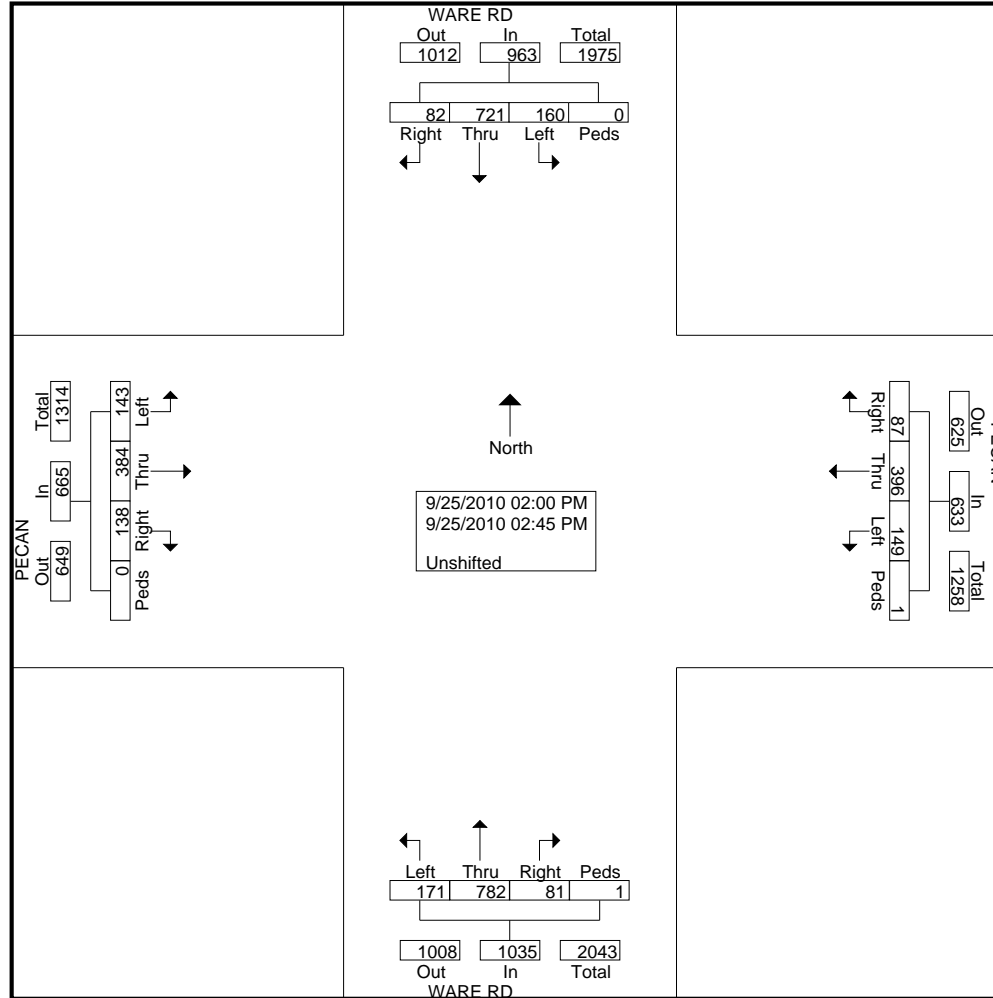 WARE RD
Out In Total
1012 963 1975
82 721 160 0
Right Thru Left Peds
PECAN
Total 1314
In 665
Out 649
143 Left
384 Thru
138 Right
0 Peds
North
9/25/2010 02:00 PM
9/25/2010 02:45 PM
Unshifted
Right 87
Thru 396
Left 149
Peds 1
Out 625
In 633
Total 1258
Left Thru Right Peds
171 782 81 1
1008 1035 2043
Out In Total
WARE RD